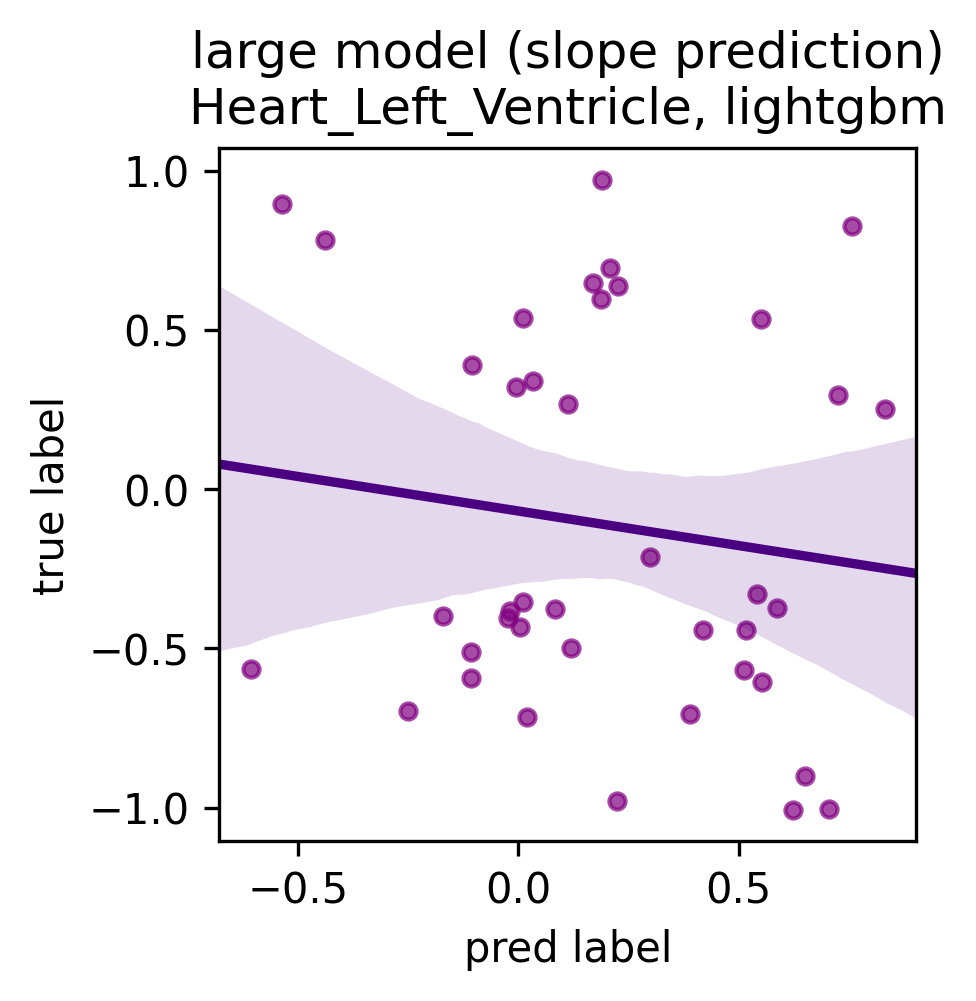 large model (slope prediction)
Heart_Left_Ventricle, lightgbm
1.0
0.5
0.0
−0.5
−1.0
true label
−0.5
0.0
0.5
pred label